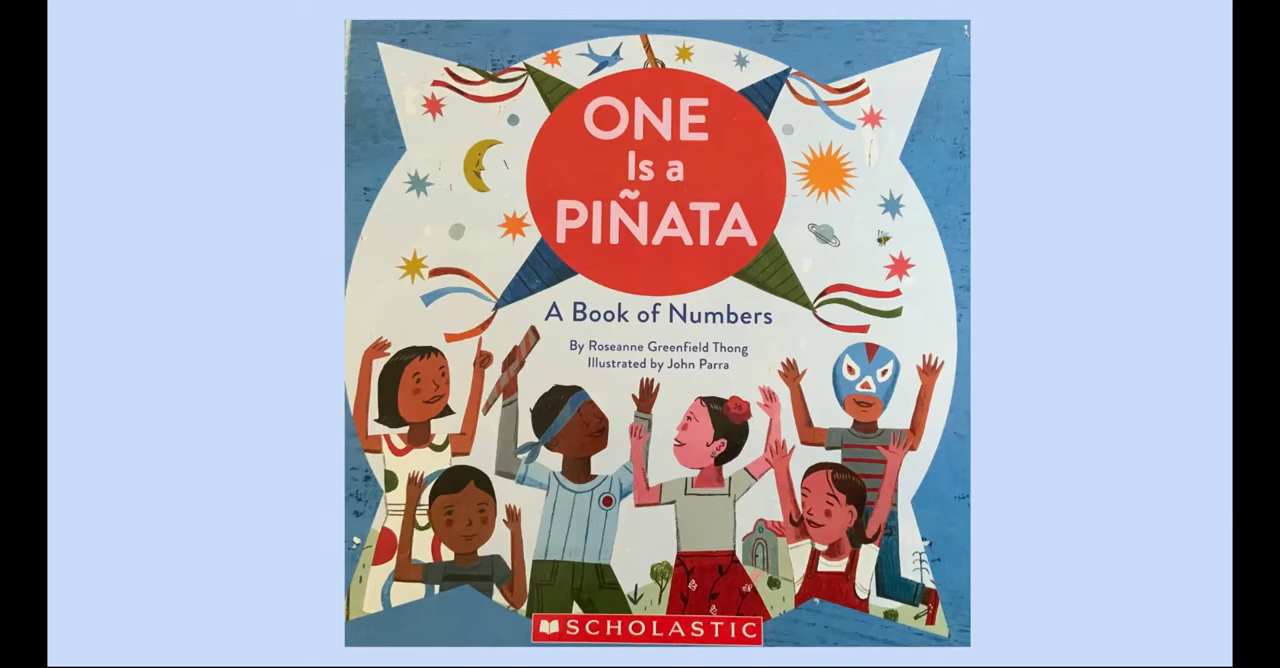 ONE
Is a
PIÑATA
A Book of Numbers
By Roseanne Greenfield Thong
Illustrated by John Parra
SCHOLASTIC